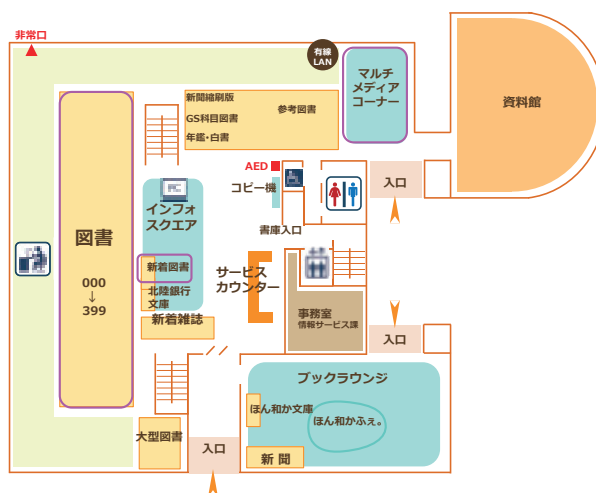 非常口
有線
LAN
マルチ
メディア
コーナー
資料館
新聞縮刷版
参考図書
GS科目図書
年鑑・白書
AED
コピー機
入口
インフォ
スクエア
書庫入口
図書
000
↓
399
新着図書
北陸銀行
文庫
新着雑誌
サービス
カウンター
事務室
情報サービス課
入口
ブックラウンジ
ほん和か文庫
ほん和かふぇ。
大型図書
入口
新聞